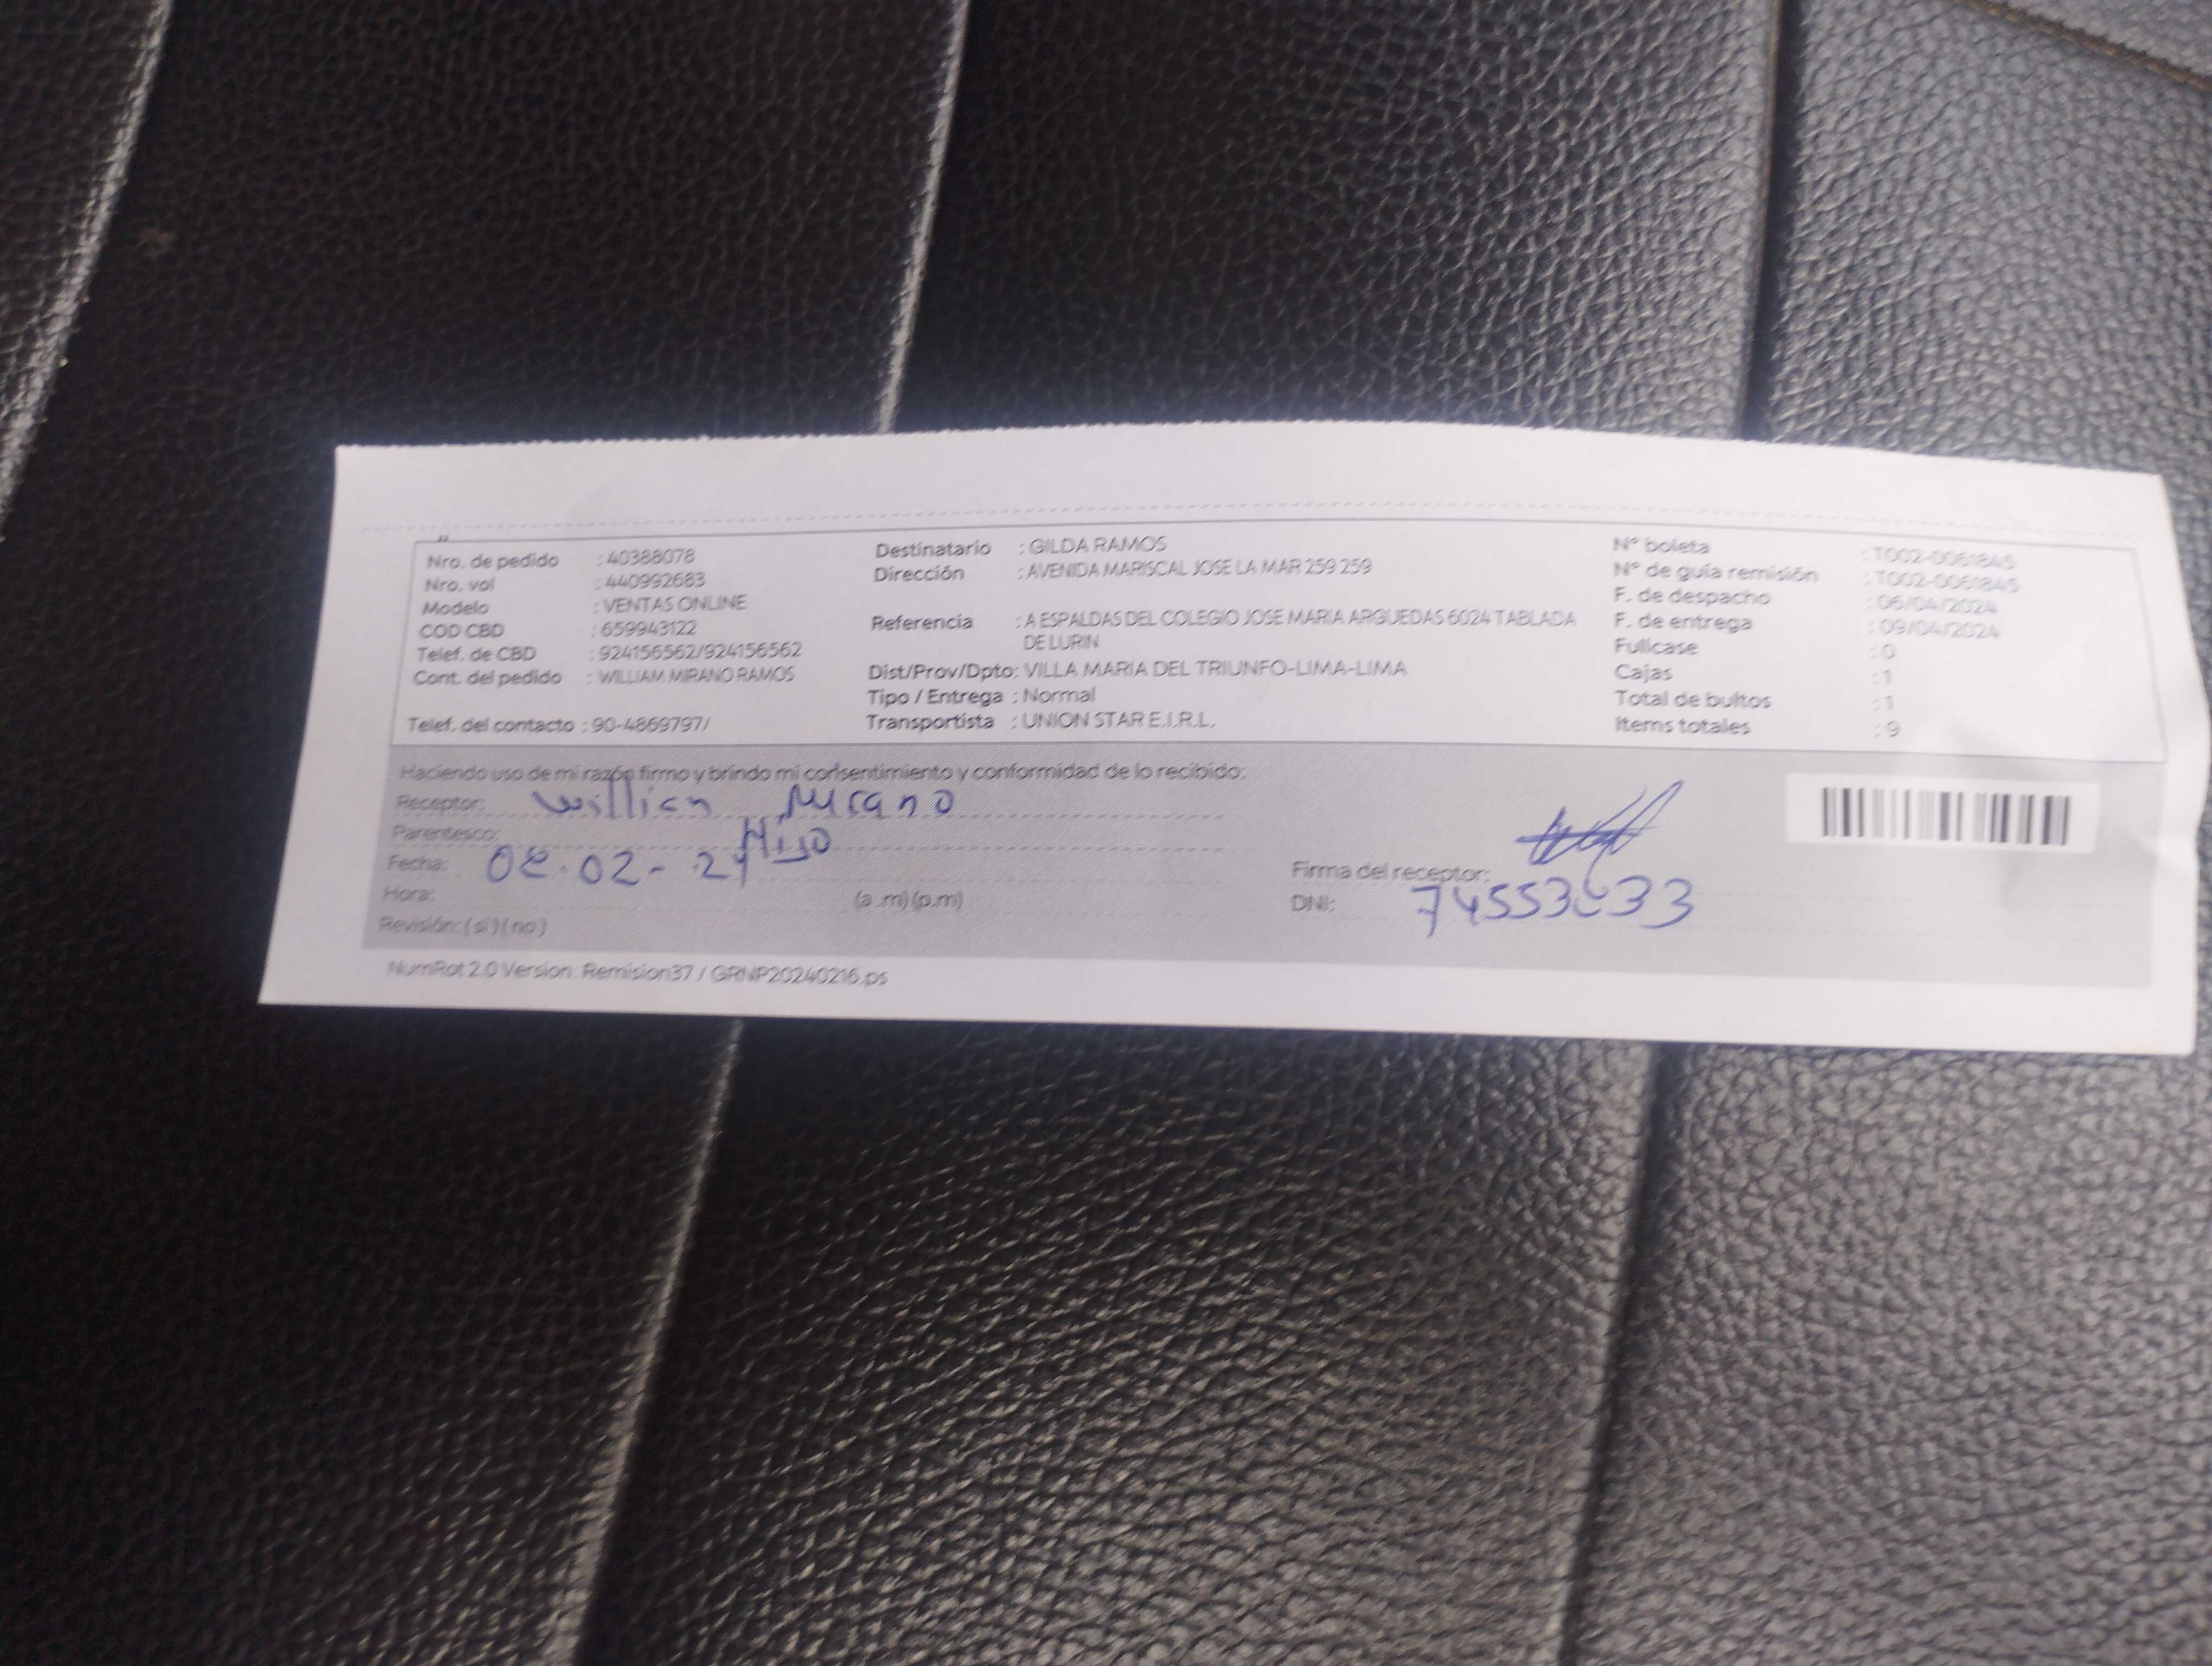 Nro. de pedido : 40388078
Nro. vol : 440992683
Modelo : VENTAS ONLINE
COD CBD : 659943122
Telef. de CBD : 924156562/924156562
Cont. del pedido : WILLIAM MIRANO RAMOS
Telef. del contacto : 90-4869797/
Destinatario : GILDA RAMOS
Dirección : AVENIDA MARISCAL JOSE LA MAR 259 259
Referencia : A ESPALDAS DEL COLEGIO JOSE MARIA ARGUEDAS 6024 TABLADA
DE LURIN
Dist/Prov/Dpto: VILLA MARIA DEL TRIUNFO-LIMA-LIMA
Tipo / Entrega : Normal
Transportista : UNION STAR E.I.R.L.
N° boleta : T002-0061845
N° de guía remisión : T002-0061845
F. de despacho : 06/04/2024
F. de entrega : 09/04/2024
Fullcase : 0
Cajas : 1
Total de bultos : 1
Items totales : 9
Haciendo uso de mi razón firmo y brindo mi consentimiento y conformidad de lo recibido:
Receptor: Mirano
Parentesco: Hijo
Fecha: 02-24
Hora: (a .m) (p.m)
Revisión: ( si ) ( no )
Firma del receptor:
DNI:
NumRot 2.0 Version: Remision37 / GRNP20240216.ps